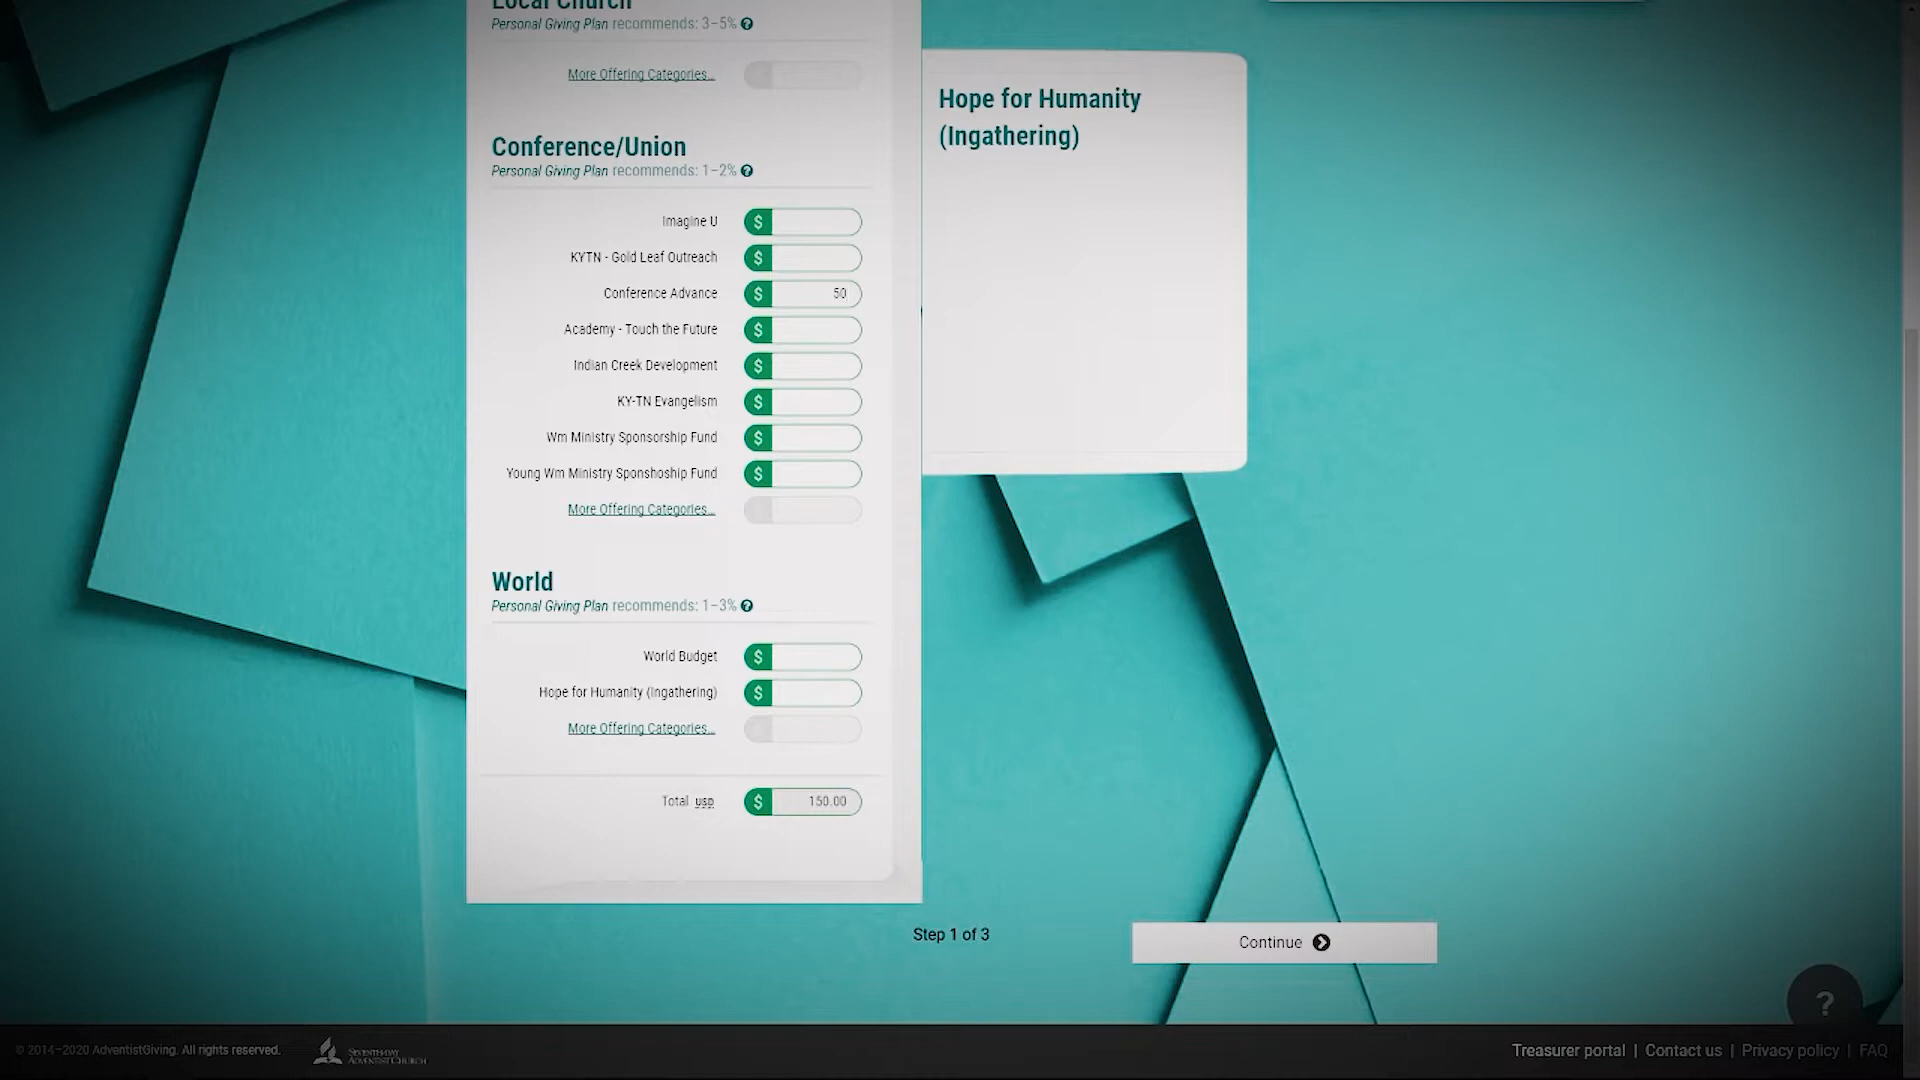 Local Church
Personal Giving Plan recommends: 3–5% ?
More Offering Categories...
Hope for Humanity
(Ingathering)
Conference/Union
Personal Giving Plan recommends: 1–2% ?
Imagine U $
KYTN - Gold Leaf Outreach $
Conference Advance $ 50
Academy - Touch the Future $
Indian Creek Development $
KY-TN Evangelism $
Wm Ministry Sponsorship Fund $
Young Wm Ministry Sponshoship Fund $
More Offering Categories...
World
Personal Giving Plan recommends: 1–3% ?
World Budget $
Hope for Humanity (Ingathering) $
More Offering Categories...
Total USD $ 150.00
Step 1 of 3
Continue
?
© 2014–2020 AdventistGiving. All rights reserved.
SEVENTH-DAY
ADVENTIST CHURCH
Treasurer portal | Contact us | Privacy policy | FAQ